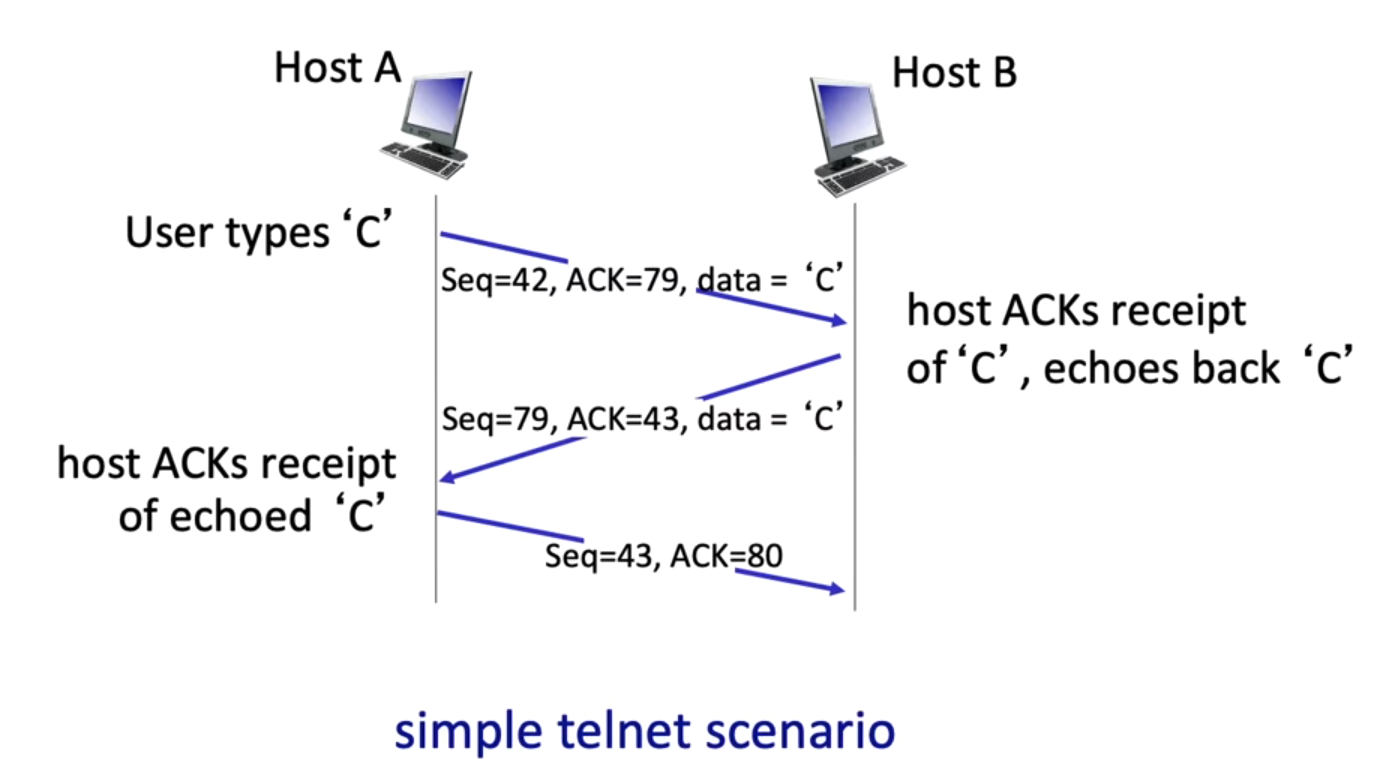 Host A
Host B
User types ‘C’
Seq=42, ACK=79, data = ‘C’
host ACKs receipt
of ‘C’, echoes back ‘C’
Seq=79, ACK=43, data = ‘C’
host ACKs receipt
of echoed ‘C’
Seq=43, ACK=80
simple telnet scenario